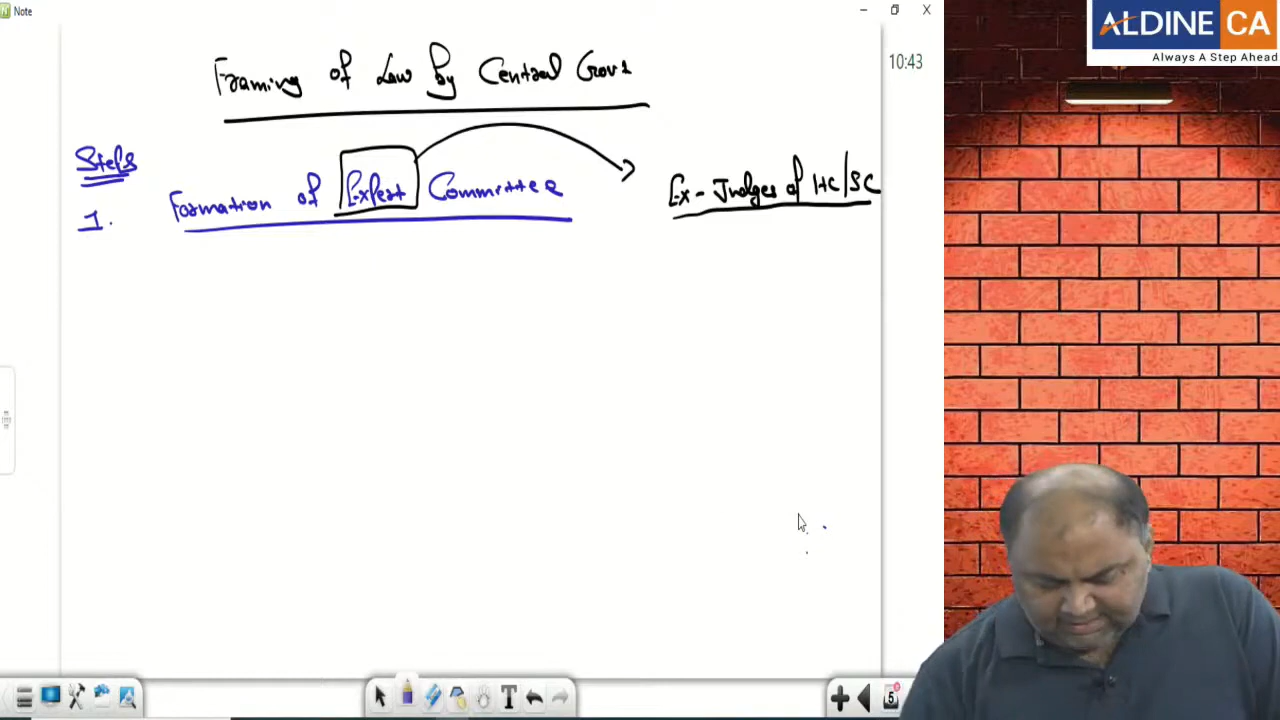 Note
ALDINE CA
Always A Step Ahead
10:43
Framing of Law by Central Govt
Steps
1. Formation of Expert Committee
Ex-Judges of HC/SC
T
5